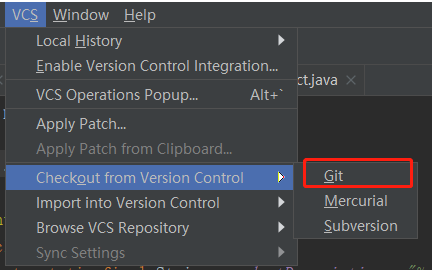 VCS Window Help
Local History
Enable Version Control Integration...
ct.java
VCS Operations Popup... Alt+`
Apply Patch...
Apply Patch from Clipboard...
Checkout from Version Control
Git
Import into Version Control
Mercurial
Browse VCS Repository
Subversion
Sync Settings